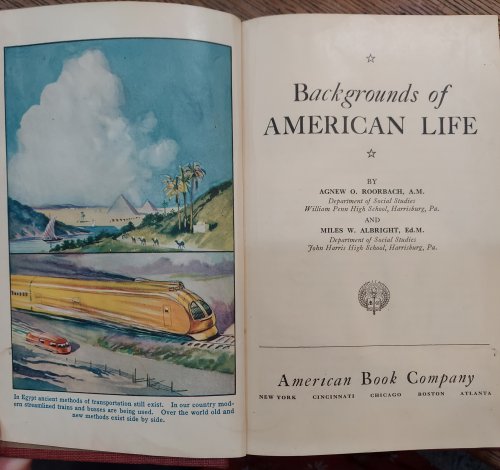 In Egypt ancient methods of transportation still exist. In our country mod-
ern streamlined trains and busses are being used. Over the world old and
new methods exist side by side.
Backgrounds of
AMERICAN LIFE
BY
AGNEW O. ROORBACH, A.M.
Department of Social Studies
William Penn High School, Harrisburg, Pa.
AND
MILES W. ALBRIGHT, Ed.M.
Department of Social Studies
John Harris High School, Harrisburg, Pa.
American Book Company
NEW YORK CINCINNATI CHICAGO BOSTON ATLANTA